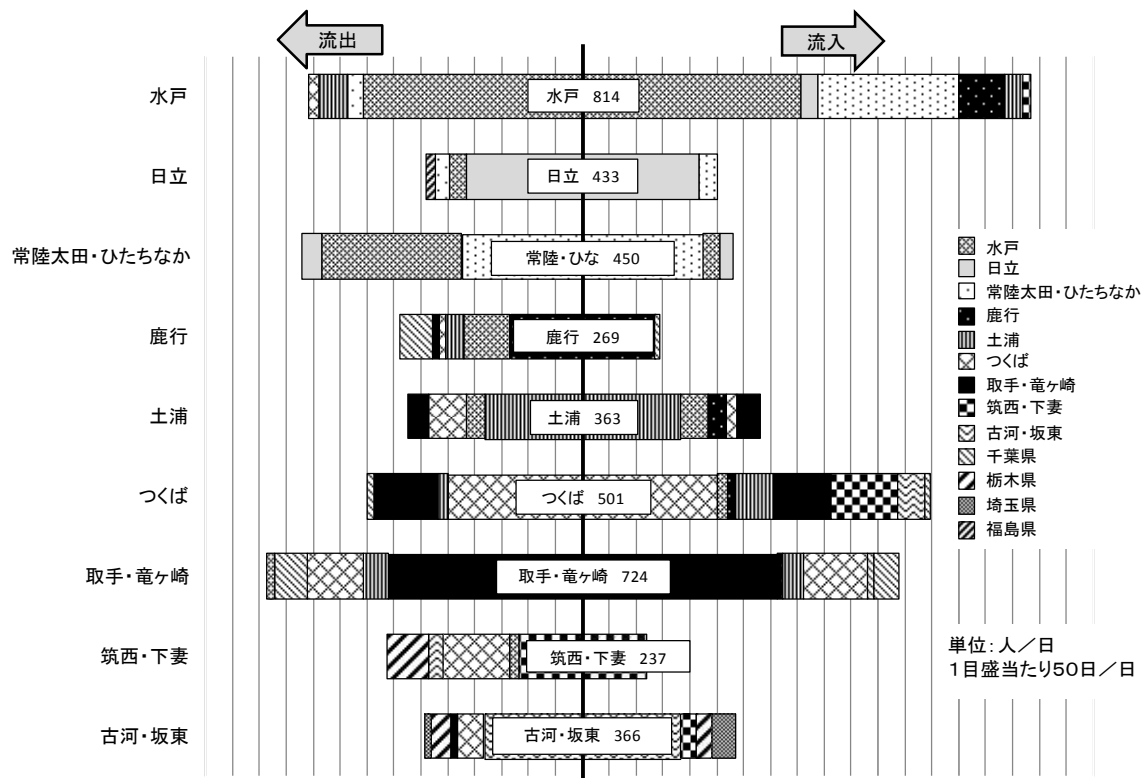 流出
流入
水戸
水戸 814
日立
日立 433
常陸太田・ひたちなか
常陸・ひな 450
鹿行
鹿行 269
土浦
土浦 363
つくば
つくば 501
取手・竜ヶ崎
取手・竜ヶ崎 724
筑西・下妻
筑西・下妻 237
古河・坂東
古河・坂東 366
水戸
日立
常陸太田・ひたちなか
鹿行
土浦
つくば
取手・竜ヶ崎
筑西・下妻
古河・坂東
千葉県
栃木県
埼玉県
福島県
単位：人／日
１目盛当たり５０日／日